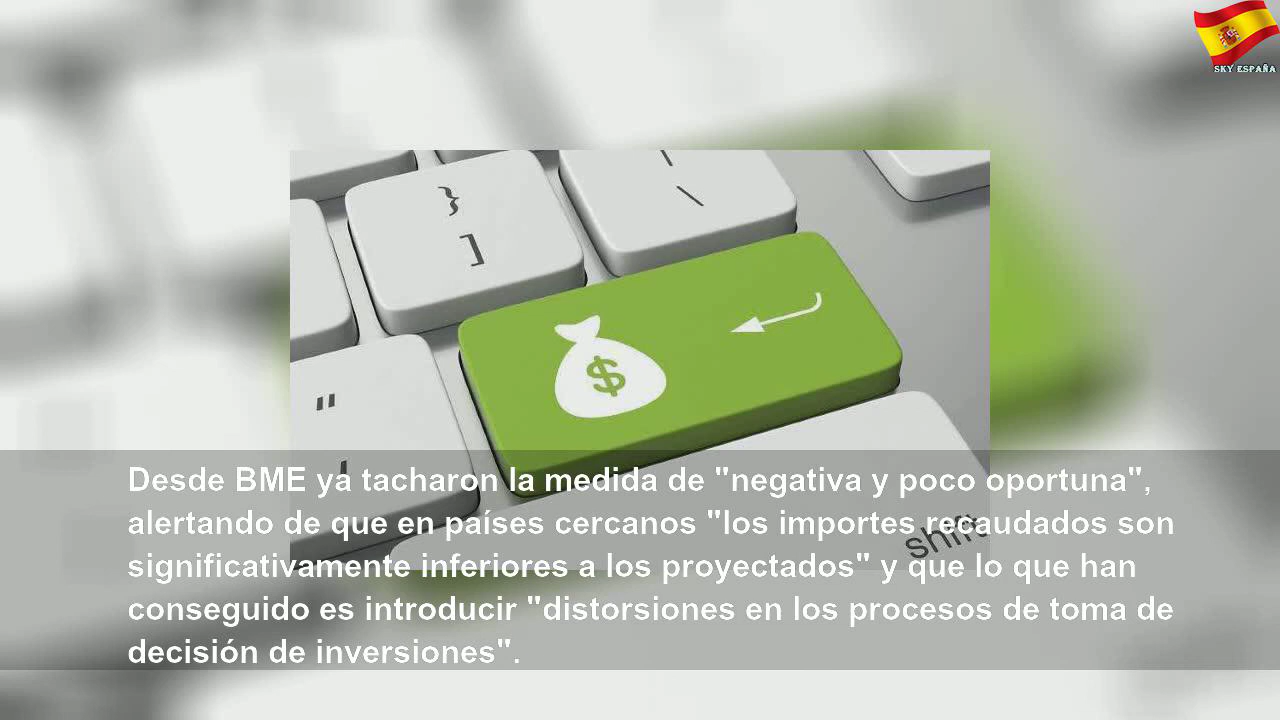 SKY ESPAÑA
}
]
\
"
$
shift
Desde BME ya tacharon la medida de "negativa y poco oportuna",
alertando de que en países cercanos "los importes recaudados son
significativamente inferiores a los proyectados" y que lo que han
conseguido es introducir "distorsiones en los procesos de toma de
decisión de inversiones".